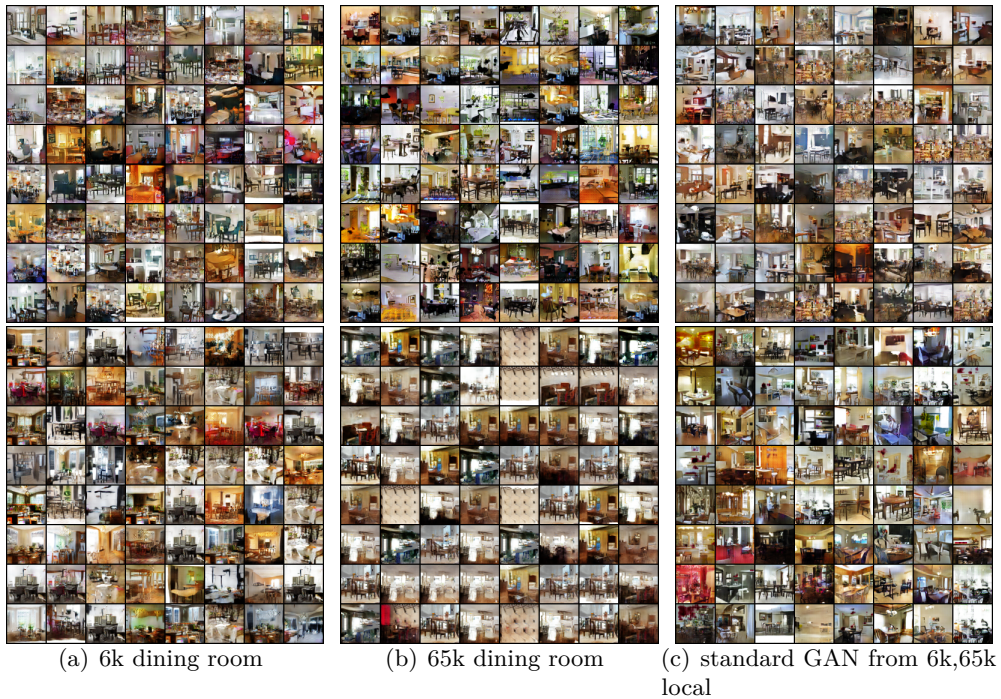 (a) 6k dining room
(b) 65k dining room
(c) standard GAN from 6k,65k
local